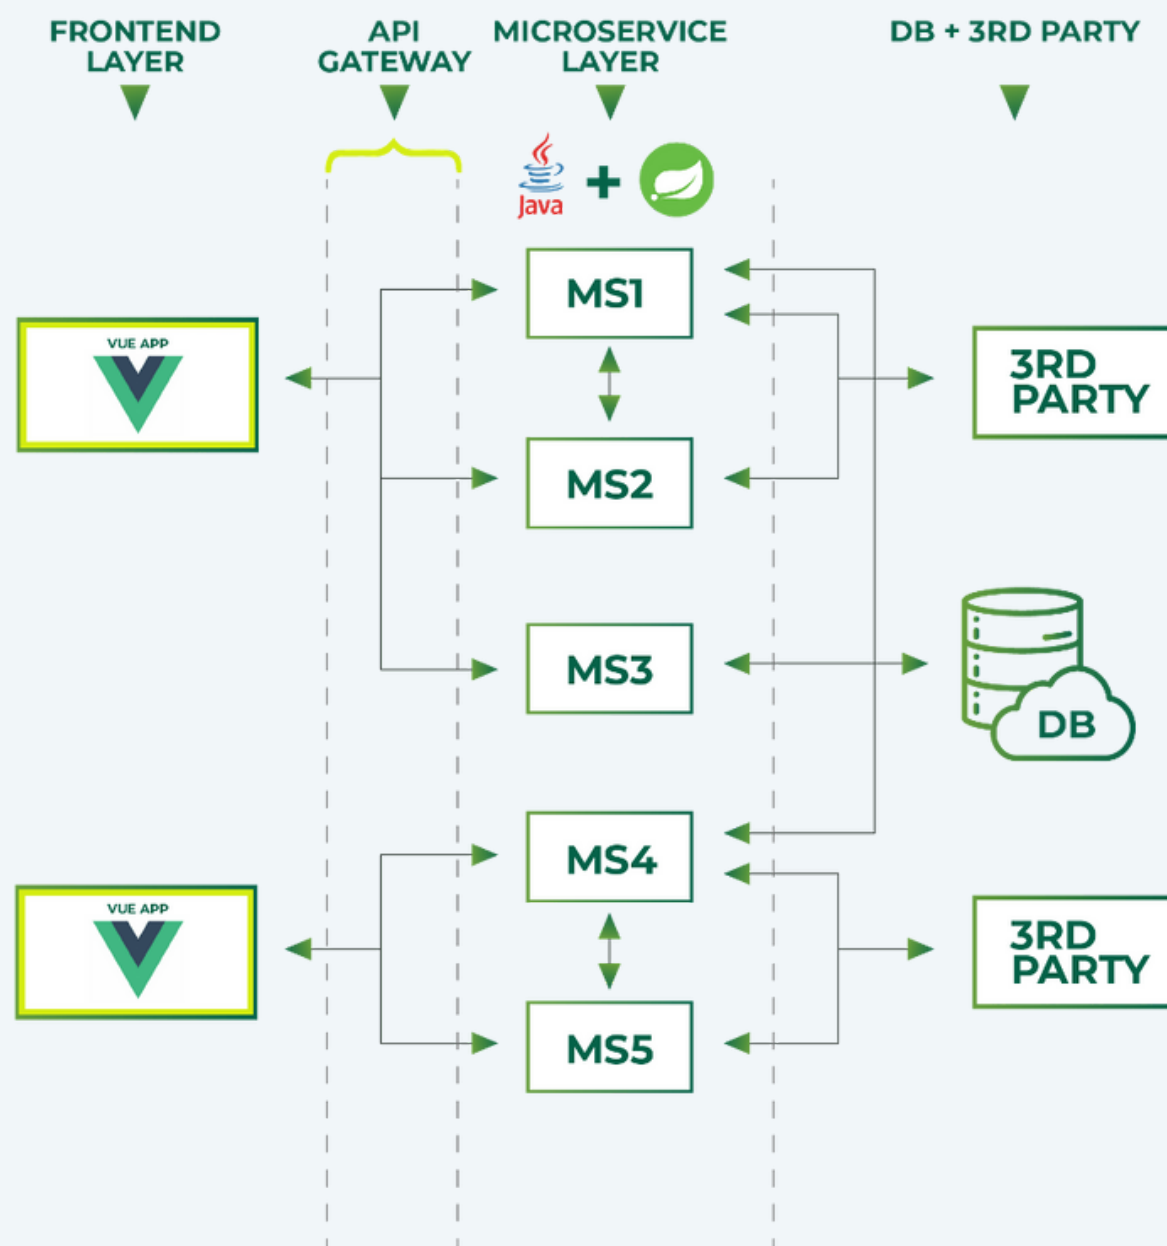 FRONTEND
LAYER
API
GATEWAY
MICROSERVICE
LAYER
DB + 3RD PARTY
Java
MS1
VUE APP
3RD
PARTY
MS2
MS3
DB
MS4
VUE APP
3RD
PARTY
MS5